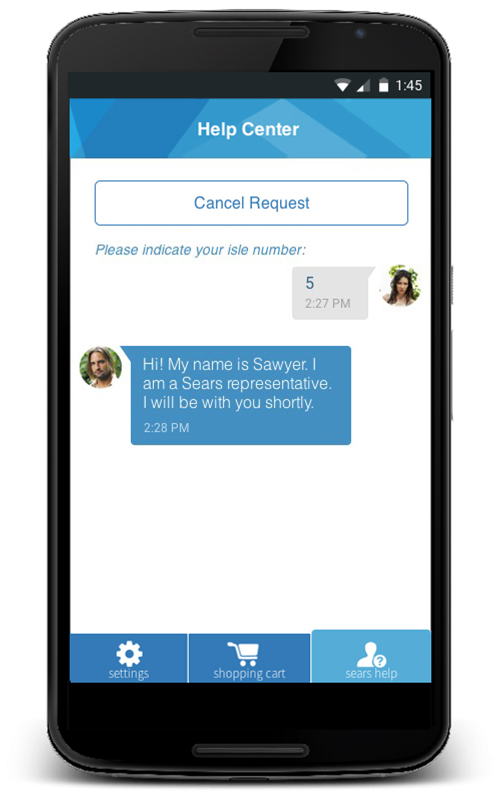 1:45
Help Center
Cancel Request
Please indicate your isle number:
5
2:27 PM
Hi! My name is Sawyer. I
am a Sears representative.
I will be with you shortly.
2:28 PM
settings
shopping cart
sears help